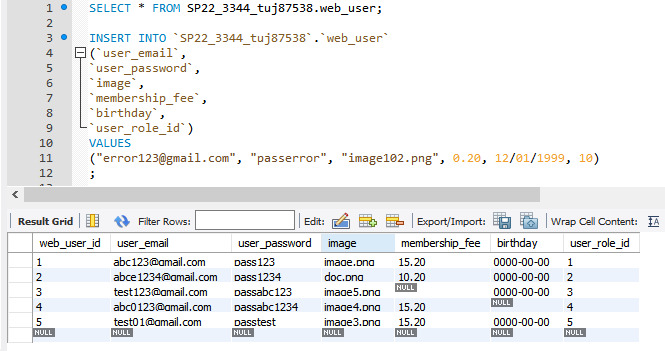 1 SELECT * FROM SP22_3344_tuj87538.web_user;
2
3 INSERT INTO `SP22_3344_tuj87538`.`web_user`
4 (`user_email`,
5 `user_password`,
6 `image`,
7 `membership_fee`,
8 `birthday`,
9 `user_role_id`)
10 VALUES
11 ("error123@gmail.com", "passerror", "image102.png", 0.20, 12/01/1999, 10)
12 ;
Result Grid Filter Rows: Edit: Export/Import: Wrap Cell Content:
web_user_id user_email user_password image membership_fee birthday user_role_id
1 abc123@gmail.com pass123 image.png 15.20 0000-00-00 1
2 abce1234@gmail.com pass1234 doc.png 10.20 0000-00-00 2
3 test123@gmail.com passabc123 image5.png NULL 0000-00-00 3
4 abc0123@gmail.com passabc1234 image4.png 15.20 NULL 4
5 test01@gmail.com passtest image3.png 15.20 0000-00-00 5
NULL NULL NULL NULL NULL NULL NULL